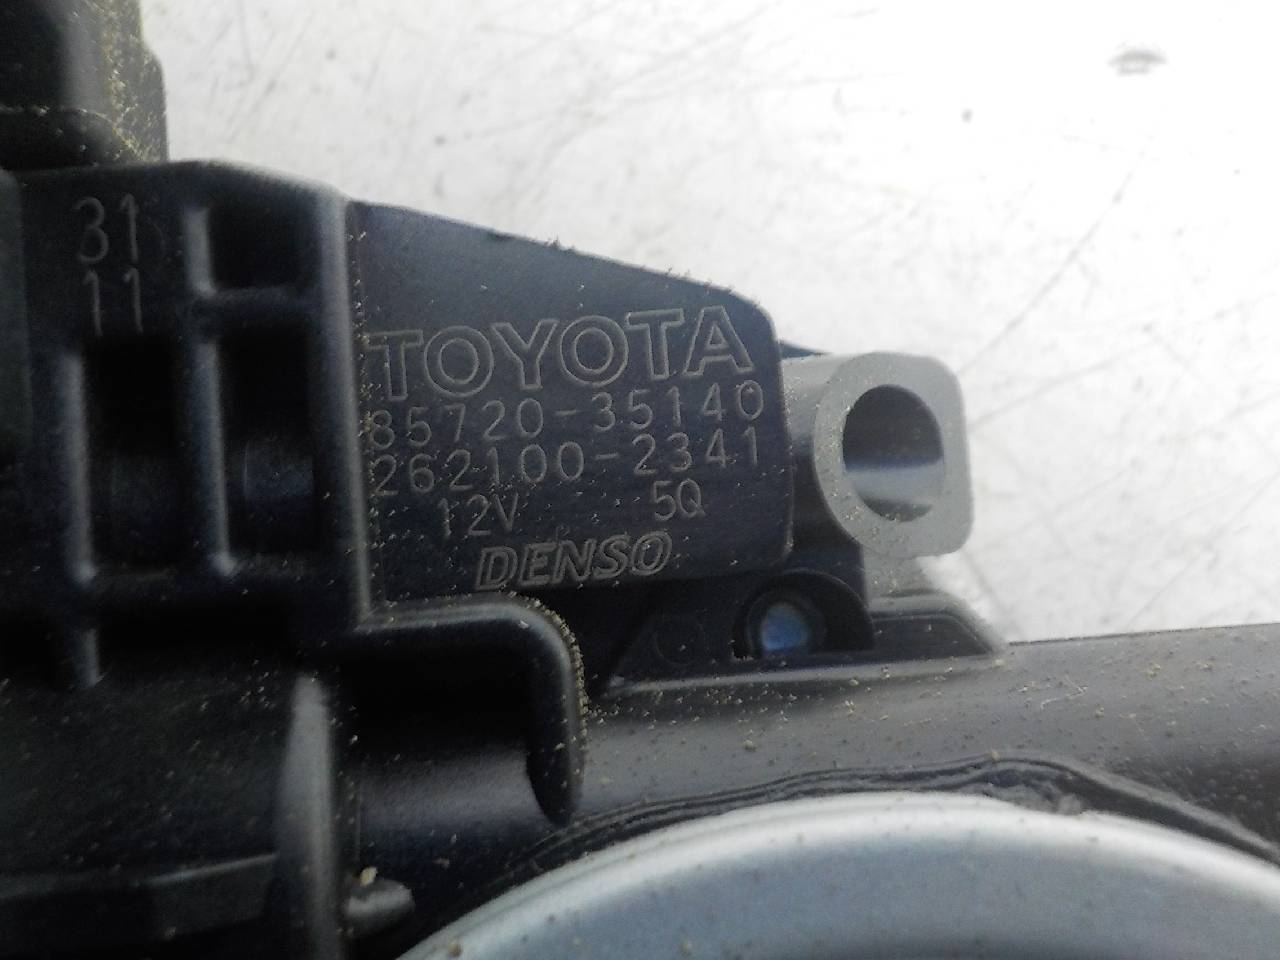 31
11
TOYOTA
85720-35140
262100-2341
12V 5Q
DENSO